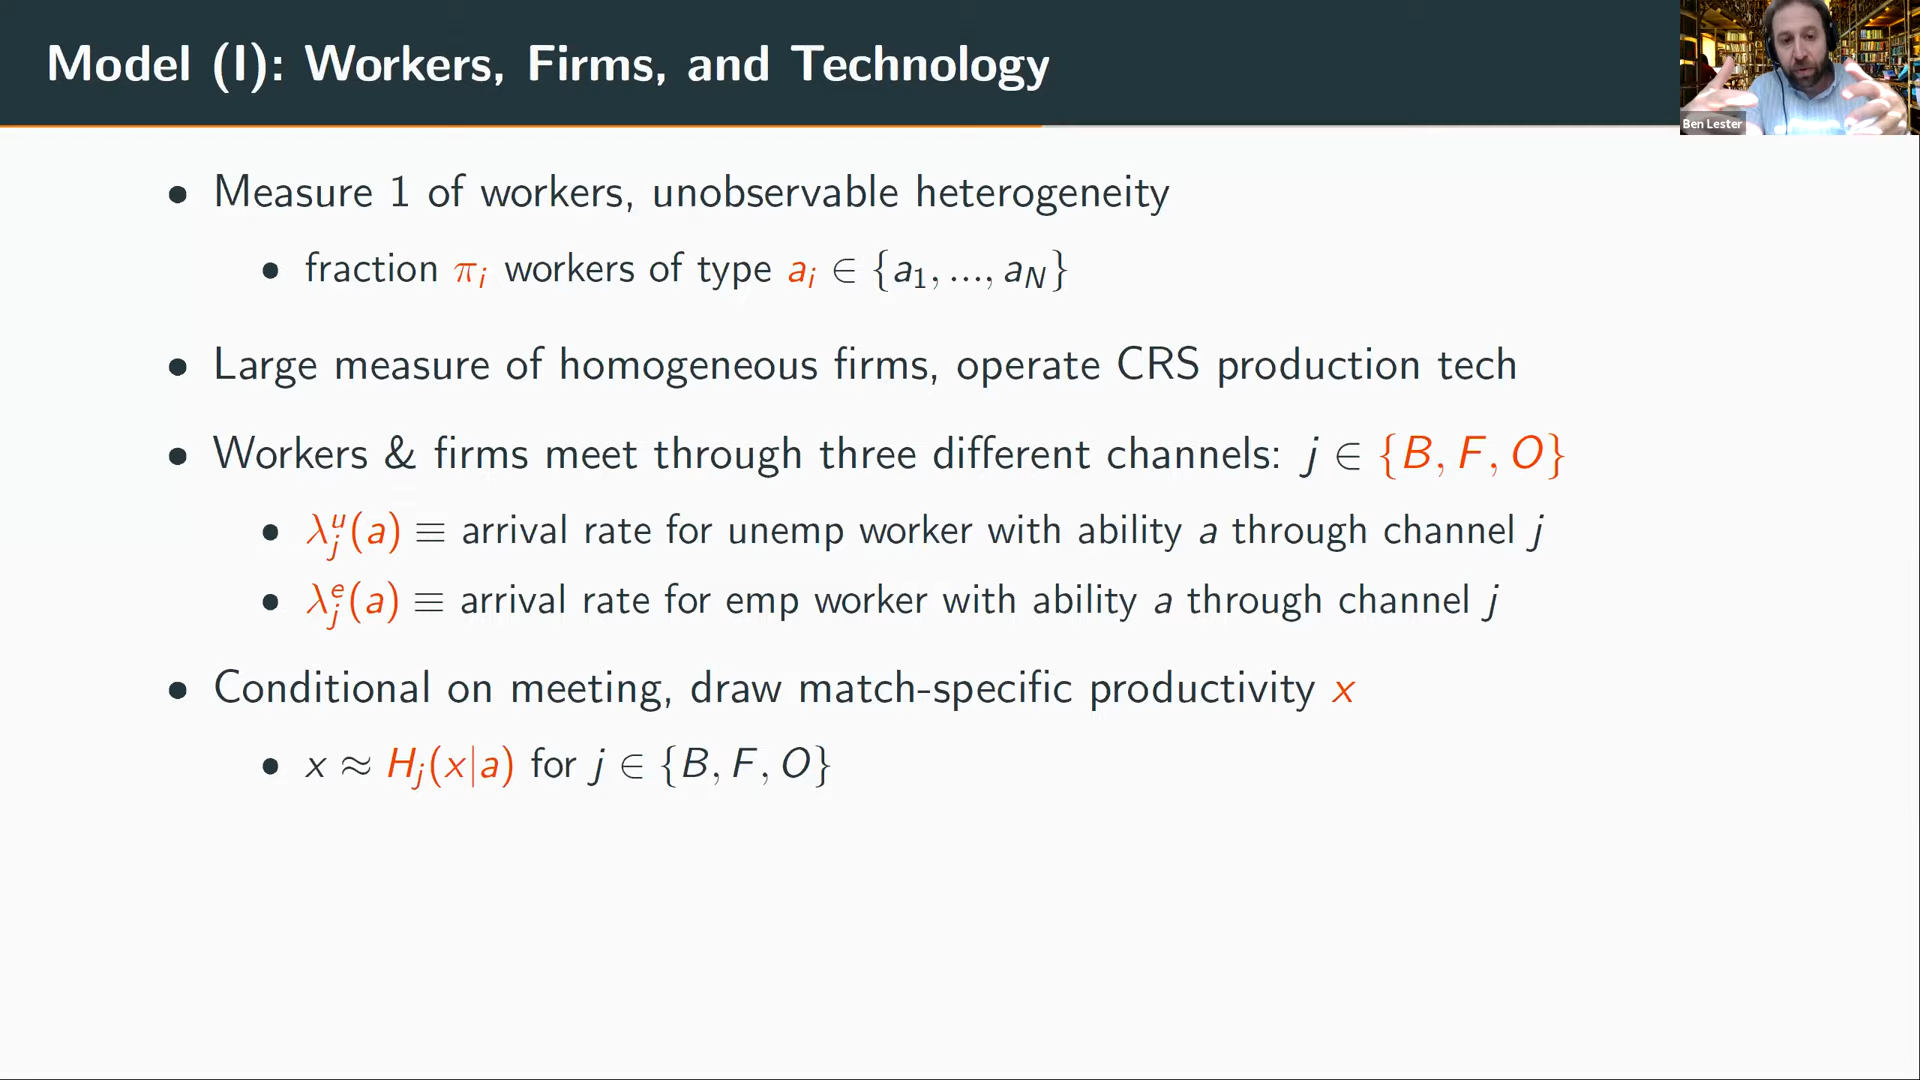 Model (I): Workers, Firms, and Technology
Ben Lester
• Measure 1 of workers, unobservable heterogeneity
• fraction πᵢ workers of type aᵢ ∈ {a₁, ..., a_N}
• Large measure of homogeneous firms, operate CRS production tech
• Workers & firms meet through three different channels: j ∈ {B, F, O}
• λⱼᵘ(a) ≡ arrival rate for unemp worker with ability a through channel j
• λⱼᵉ(a) ≡ arrival rate for emp worker with ability a through channel j
• Conditional on meeting, draw match-specific productivity x
• x ≈ Hⱼ(x|a) for j ∈ {B, F, O}